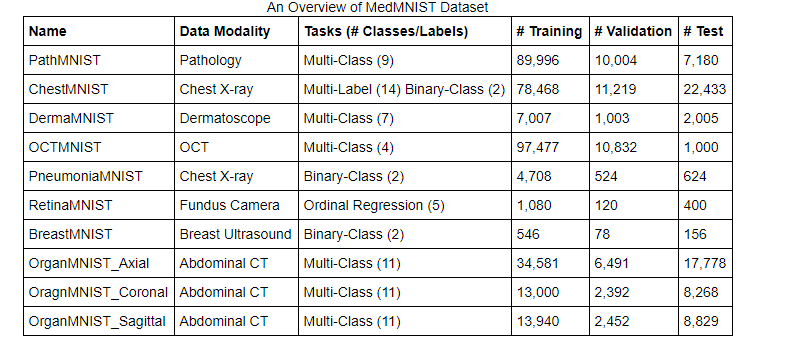 An Overview of MedMNIST Dataset
Name Data Modality Tasks (# Classes/Labels) # Training # Validation # Test
PathMNIST Pathology Multi-Class (9) 89,996 10,004 7,180
ChestMNIST Chest X-ray Multi-Label (14) Binary-Class (2) 78,468 11,219 22,433
DermaMNIST Dermatoscope Multi-Class (7) 7,007 1,003 2,005
OCTMNIST OCT Multi-Class (4) 97,477 10,832 1,000
PneumoniaMNIST Chest X-ray Binary-Class (2) 4,708 524 624
RetinaMNIST Fundus Camera Ordinal Regression (5) 1,080 120 400
BreastMNIST Breast Ultrasound Binary-Class (2) 546 78 156
OrganMNIST_Axial Abdominal CT Multi-Class (11) 34,581 6,491 17,778
OragnMNIST_Coronal Abdominal CT Multi-Class (11) 13,000 2,392 8,268
OrganMNIST_Sagittal Abdominal CT Multi-Class (11) 13,940 2,452 8,829